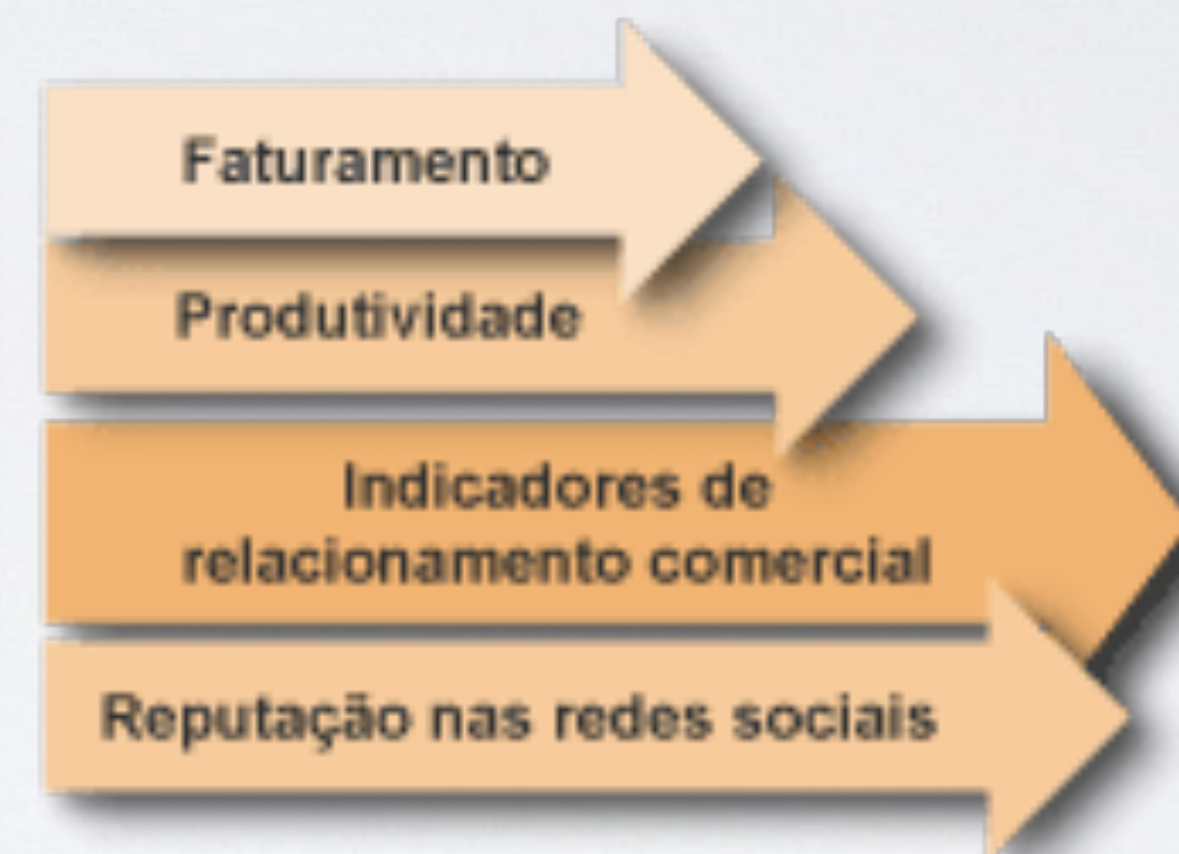 Faturamento
Produtividade
Indicadores de
relacionamento comercial
Reputação nas redes sociais